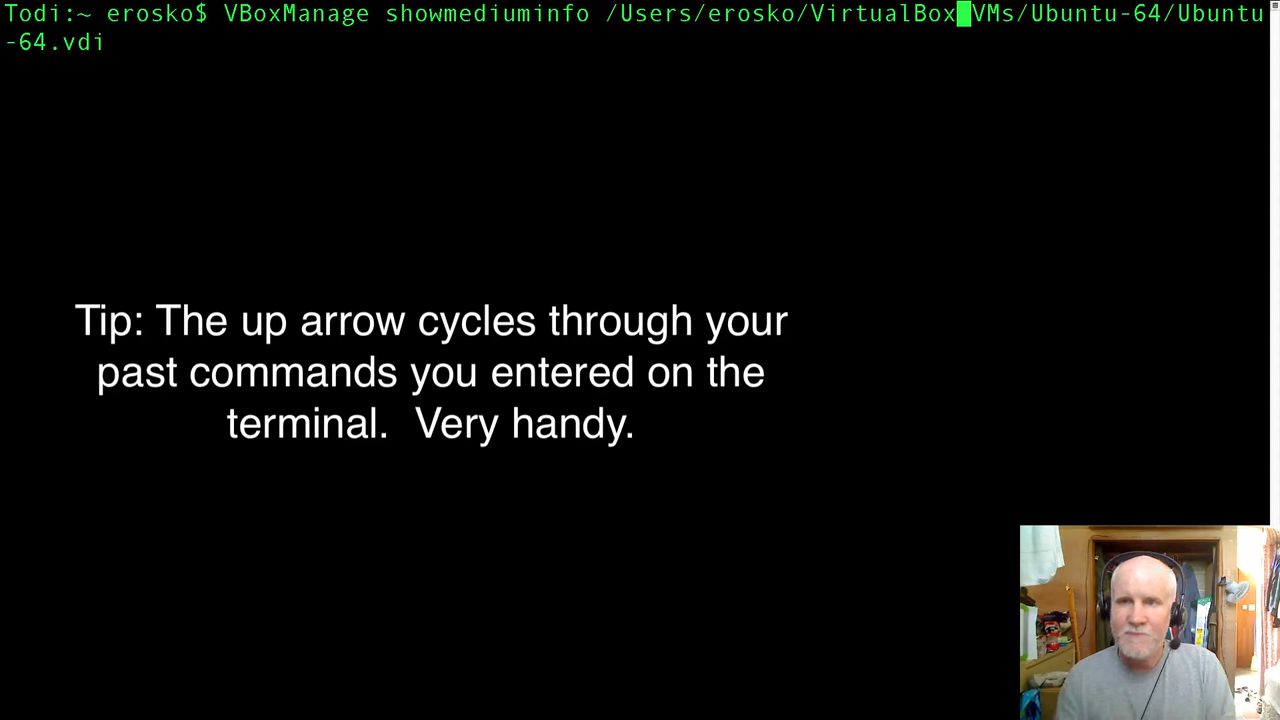 Todi:~ erosko$ VBoxManage showmediuminfo /Users/erosko/VirtualBox VMs/Ubuntu-64/Ubuntu
-64.vdi
Tip: The up arrow cycles through your
past commands you entered on the
terminal.  Very handy.